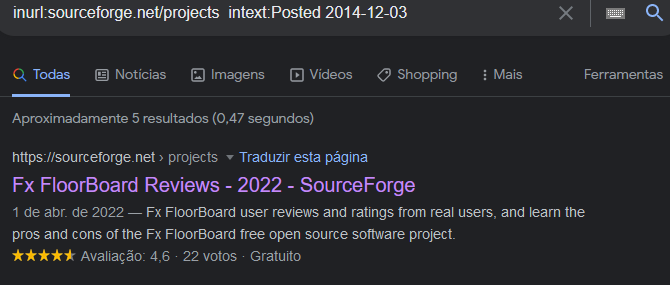 inurl:sourceforge.net/projects  intext:Posted 2014-12-03
Todas Notícias Imagens Vídeos Shopping Mais Ferramentas
Aproximadamente 5 resultados (0,47 segundos)
https://sourceforge.net › projects Traduzir esta página
Fx FloorBoard Reviews - 2022 - SourceForge
1 de abr. de 2022 — Fx FloorBoard user reviews and ratings from real users, and learn the
pros and cons of the Fx FloorBoard free open source software project.
Avaliação: 4,6 · 22 votos · Gratuito